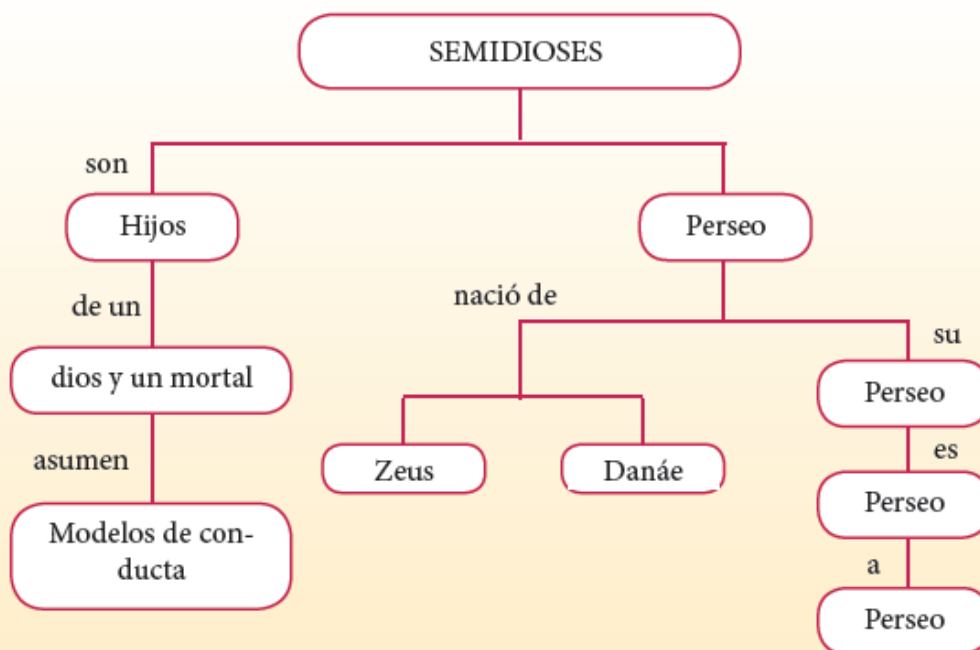 SEMIDIOSES
son
Hijos
Perseo
de un
nació de
su
dios y un mortal
Perseo
asumen
Zeus
Danáe
es
Perseo
Modelos de con-
ducta
a
Perseo